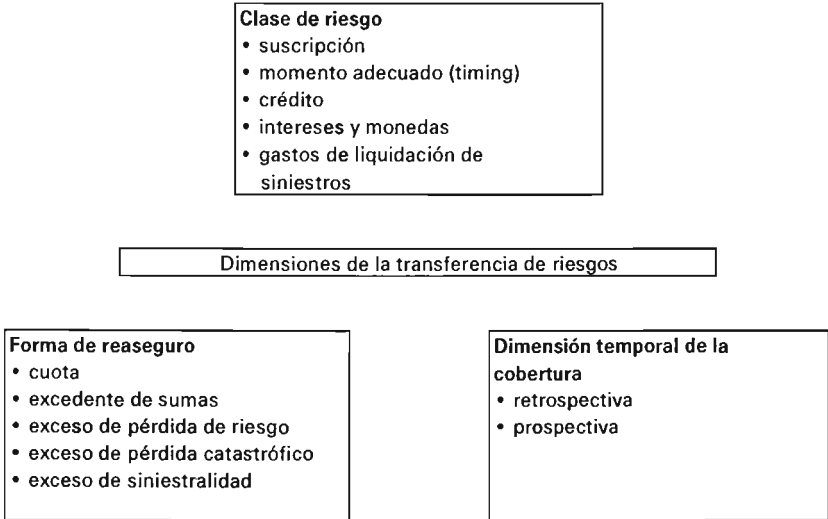 Clase de riesgo
• suscripción
• momento adecuado (timing)
• crédito
• intereses y monedas
• gastos de liquidación de
siniestros
Dimensiones de la transferencia de riesgos
Forma de reaseguro
• cuota
• excedente de sumas
• exceso de pérdida de riesgo
• exceso de pérdida catastrófico
• exceso de siniestralidad
Dimensión temporal de la
cobertura
• retrospectiva
• prospectiva